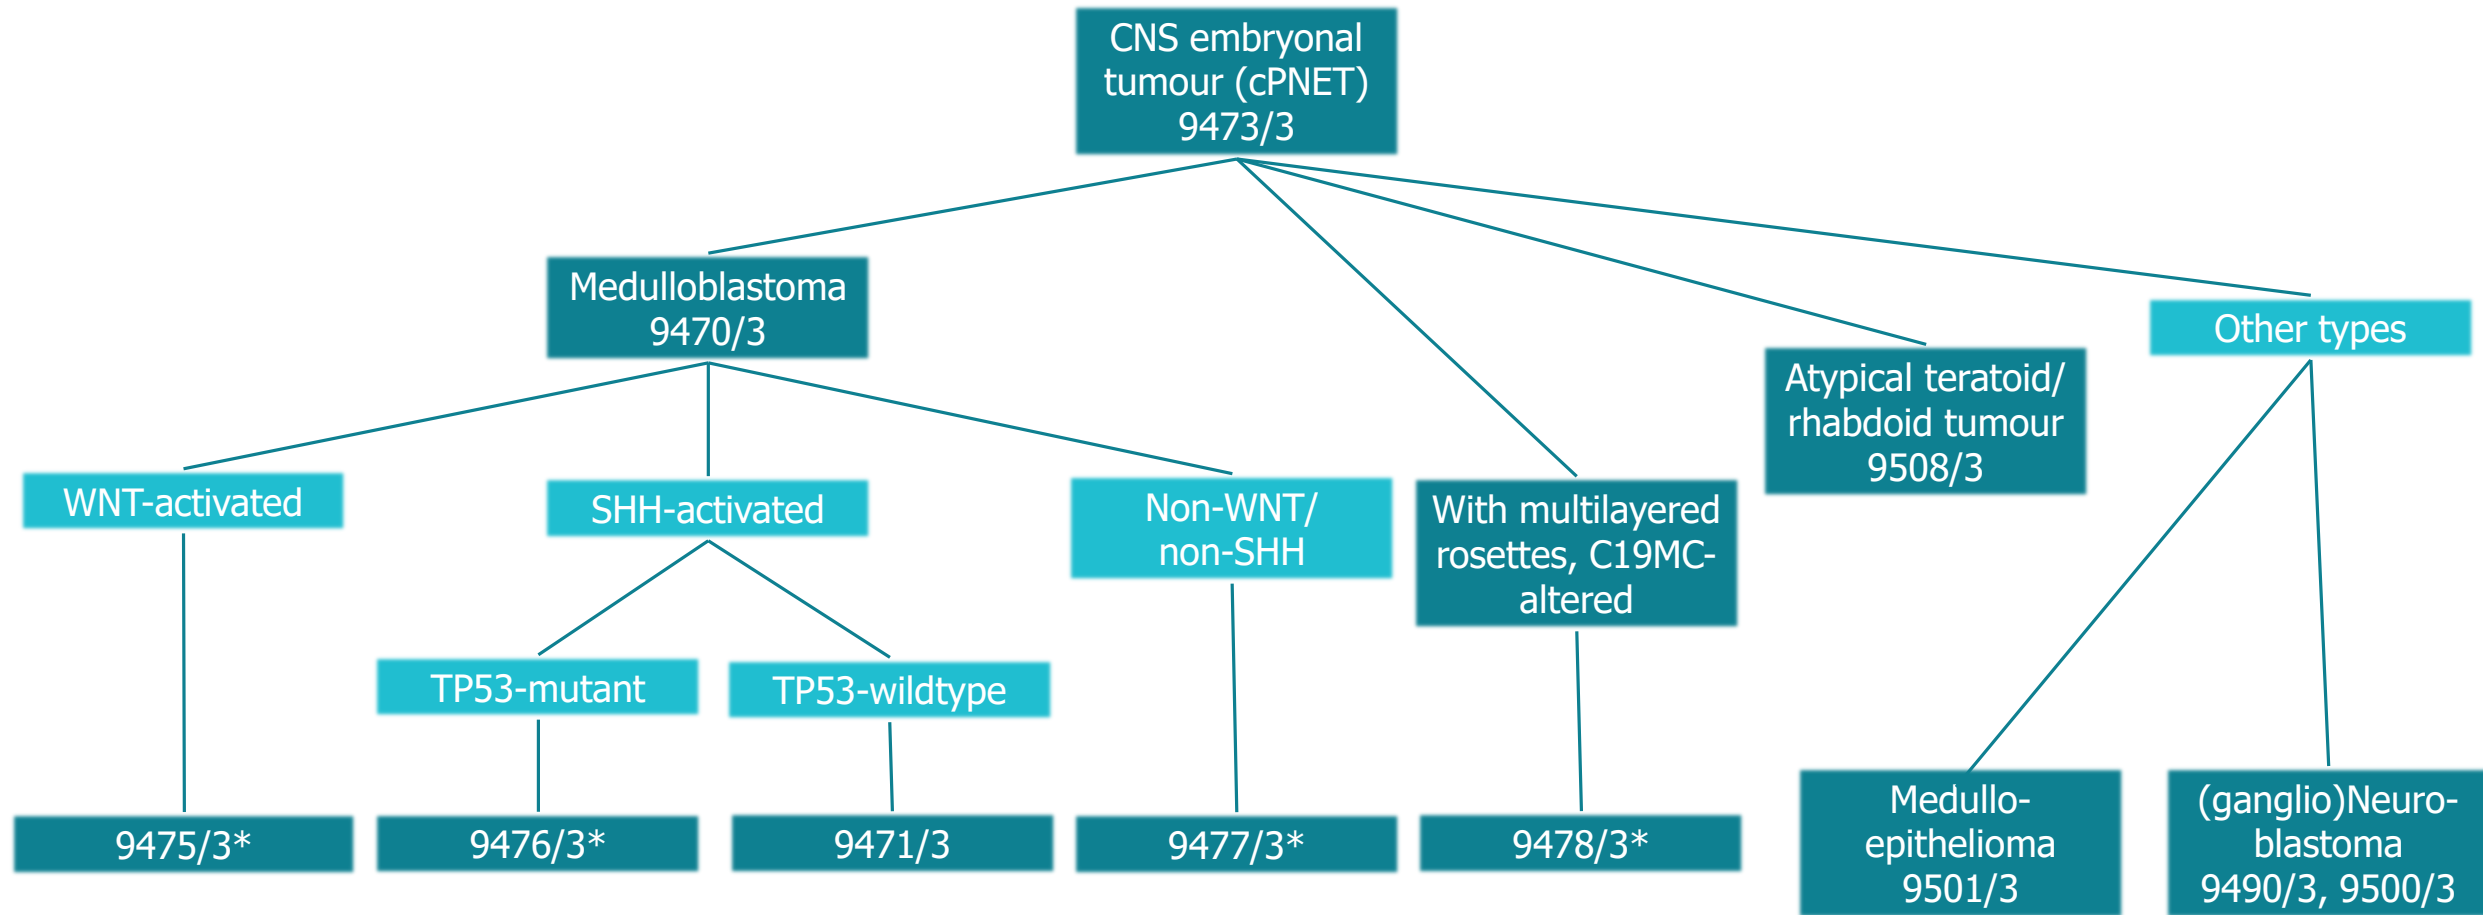 CNS embryonal
tumour (cPNET)
9473/3
Medulloblastoma
9470/3
Other types
Atypical teratoid/
rhabdoid tumour
9508/3
WNT-activated
SHH-activated
Non-WNT/
non-SHH
With multilayered
rosettes, C19MC-
altered
TP53-mutant
TP53-wildtype
9475/3*
9476/3*
9471/3
9477/3*
9478/3*
Medullo-
epithelioma
9501/3
(ganglio)Neuro-
blastoma
9490/3, 9500/3